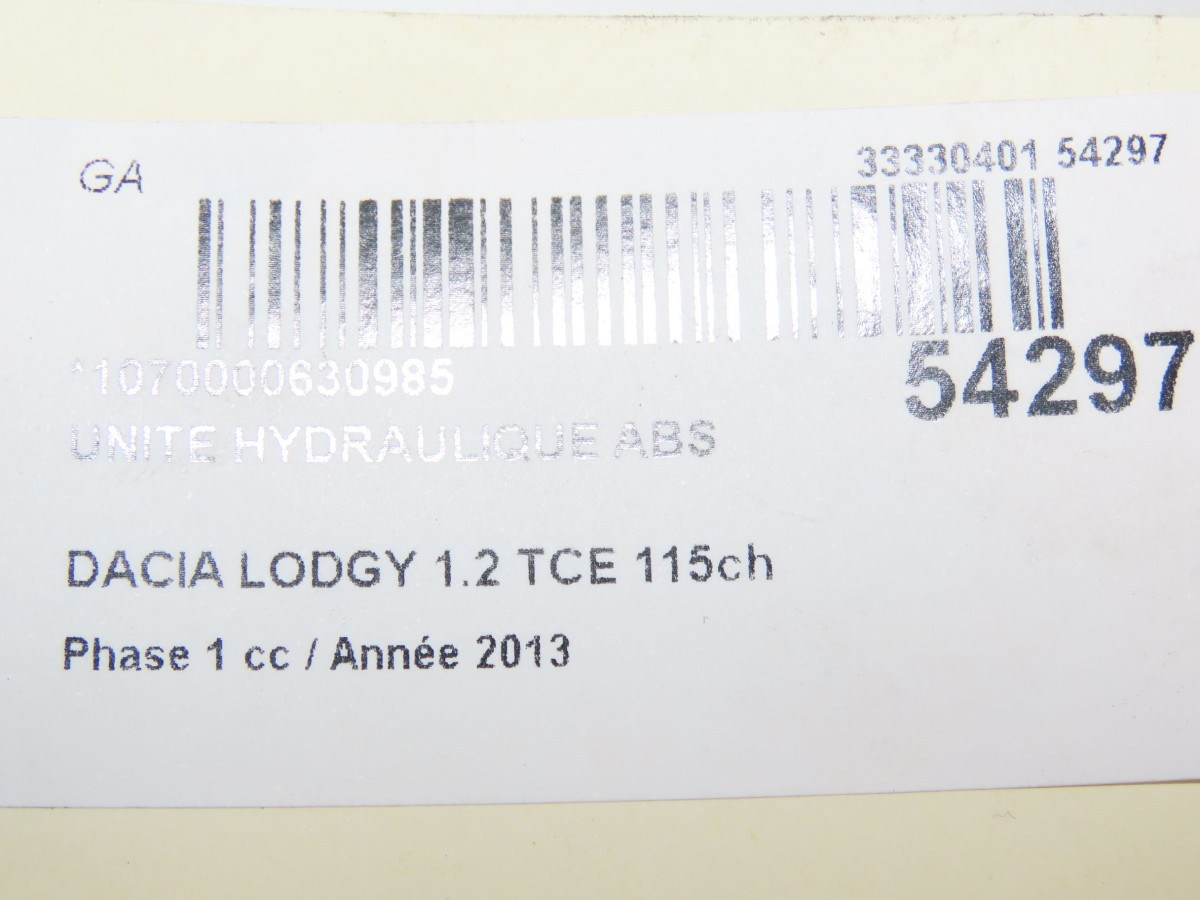 GA
33330401 54297
*1070000630985
54297
UNITE HYDRAULIQUE ABS
DACIA LODGY 1.2 TCE 115ch
Phase 1 cc / Année 2013